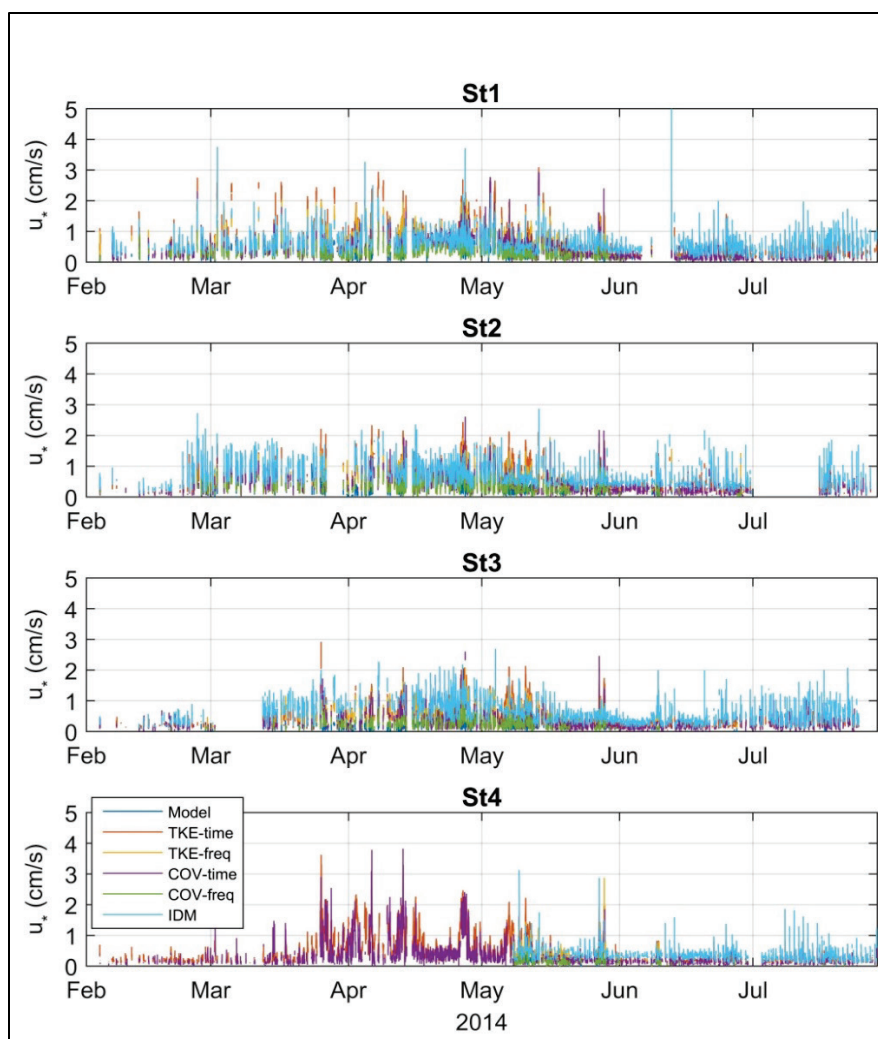 St1
5
4
3
2
1
0
u* (cm/s)
Feb Mar Apr May Jun Jul
St2
5
4
3
2
1
0
u* (cm/s)
Feb Mar Apr May Jun Jul
St3
5
4
3
2
1
0
u* (cm/s)
Feb Mar Apr May Jun Jul
St4
5
4
3
2
1
0
u* (cm/s)
Model
TKE-time
TKE-freq
COV-time
COV-freq
IDM
Feb Mar Apr May Jun Jul
2014